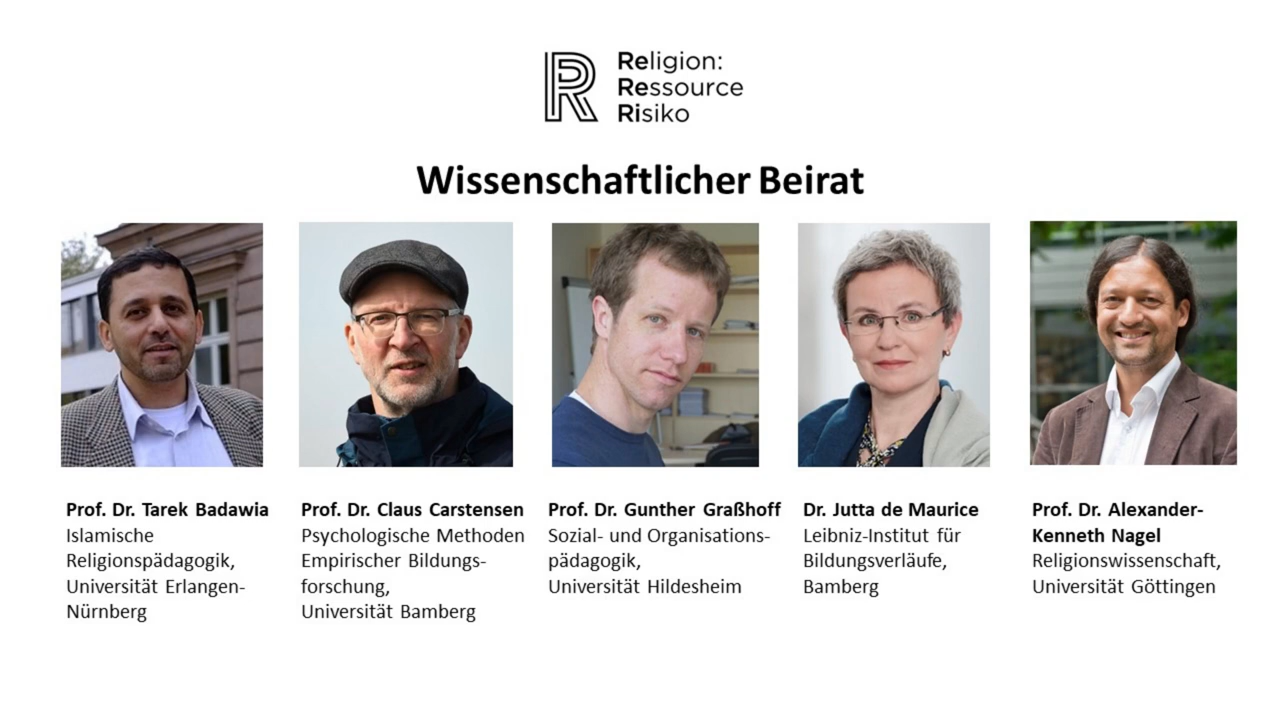 Religion:
Ressource
Risiko
Wissenschaftlicher Beirat
Prof. Dr. Tarek Badawia
Islamische
Religionspädagogik,
Universität Erlangen-
Nürnberg
Prof. Dr. Claus Carstensen
Psychologische Methoden
Empirischer Bildungs-
forschung,
Universität Bamberg
Prof. Dr. Gunther Graßhoff
Sozial- und Organisations-
pädagogik,
Universität Hildesheim
Dr. Jutta de Maurice
Leibniz-Institut für
Bildungsverläufe,
Bamberg
Prof. Dr. Alexander-
Kenneth Nagel
Religionswissenschaft,
Universität Göttingen